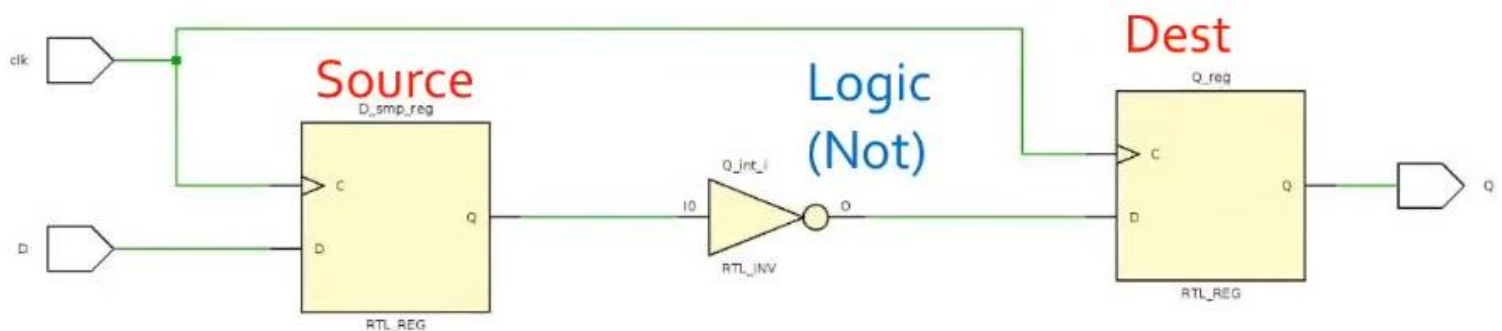 clk
Source
D_smp_reg
C
Q
D
D
RTL_REG
Logic
(Not)
Q_int_i
I0
O
RTL_INV
Dest
Q_reg
C
Q
D
RTL_REG
Q